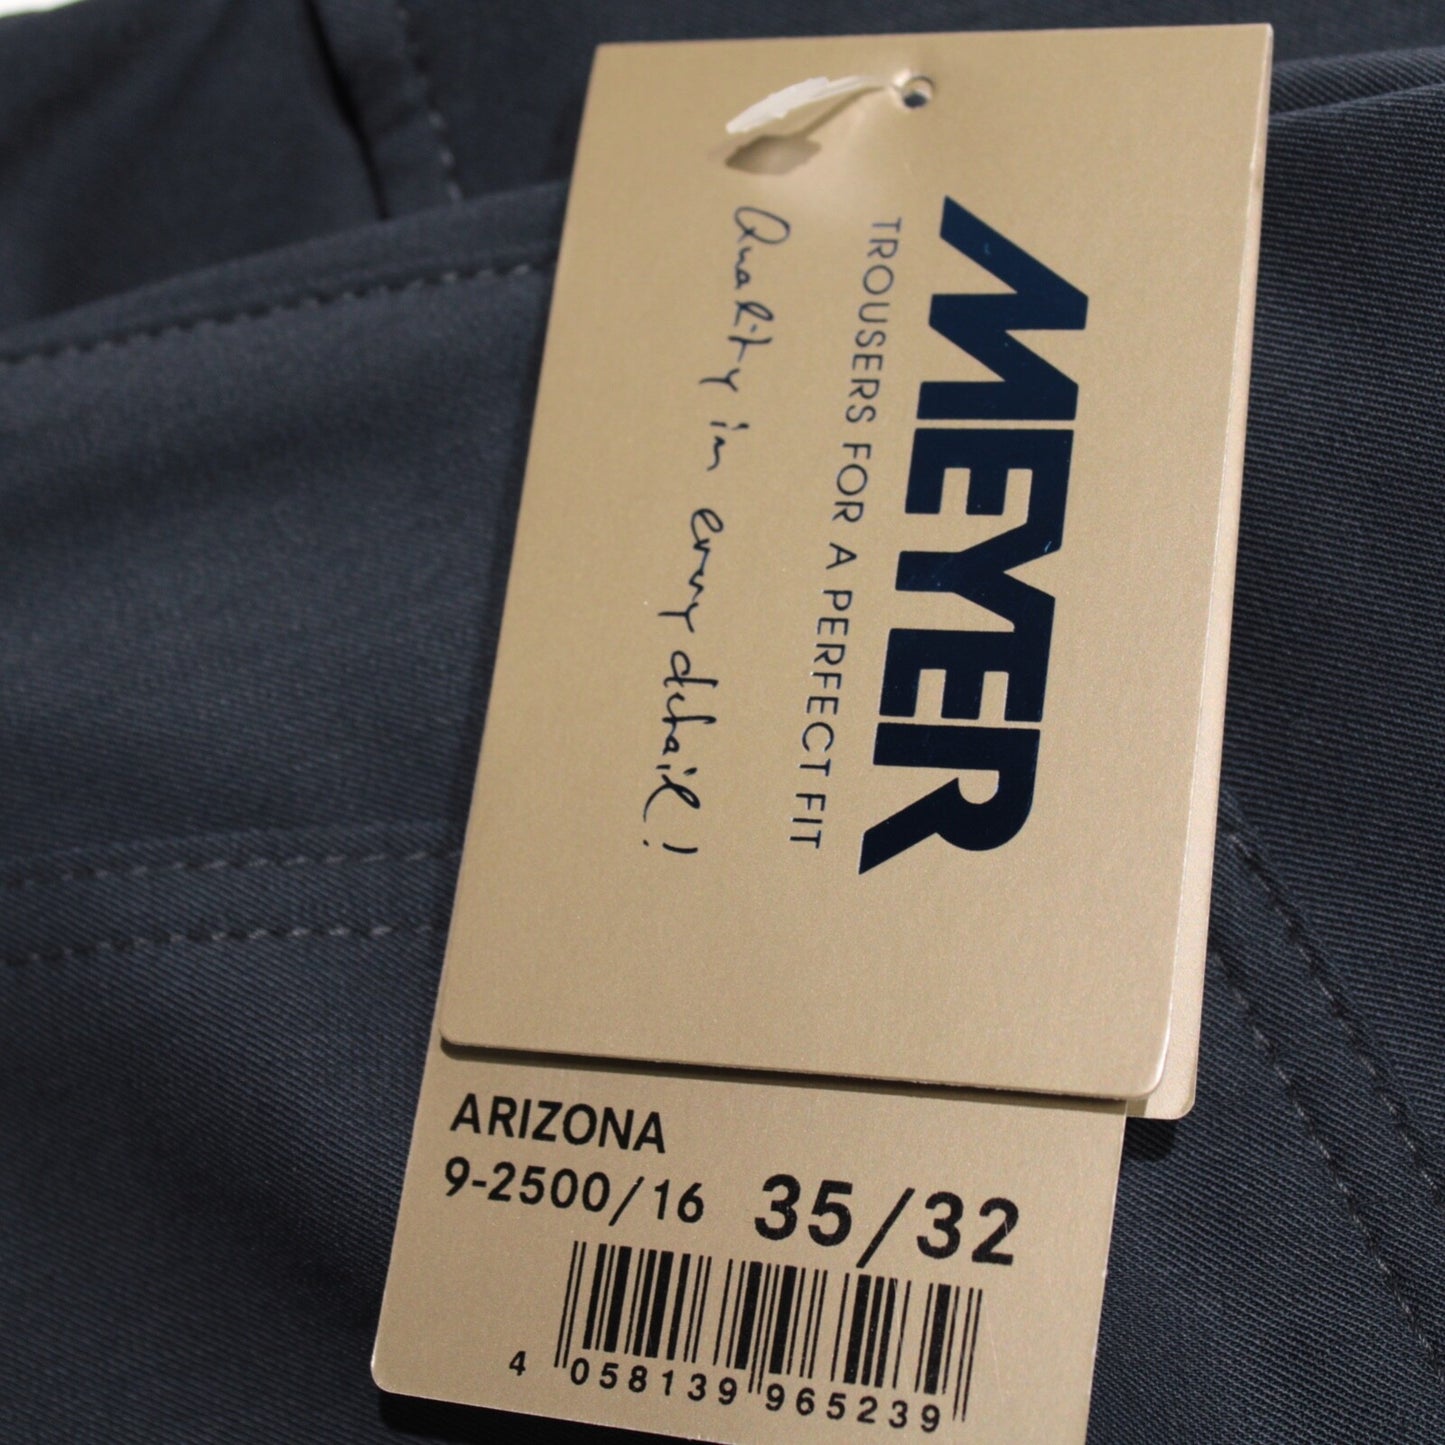 MEYER
TROUSERS FOR A PERFECT FIT
Quality in every detail!
ARIZONA
9-2500/16 35/32
4 058139 965239